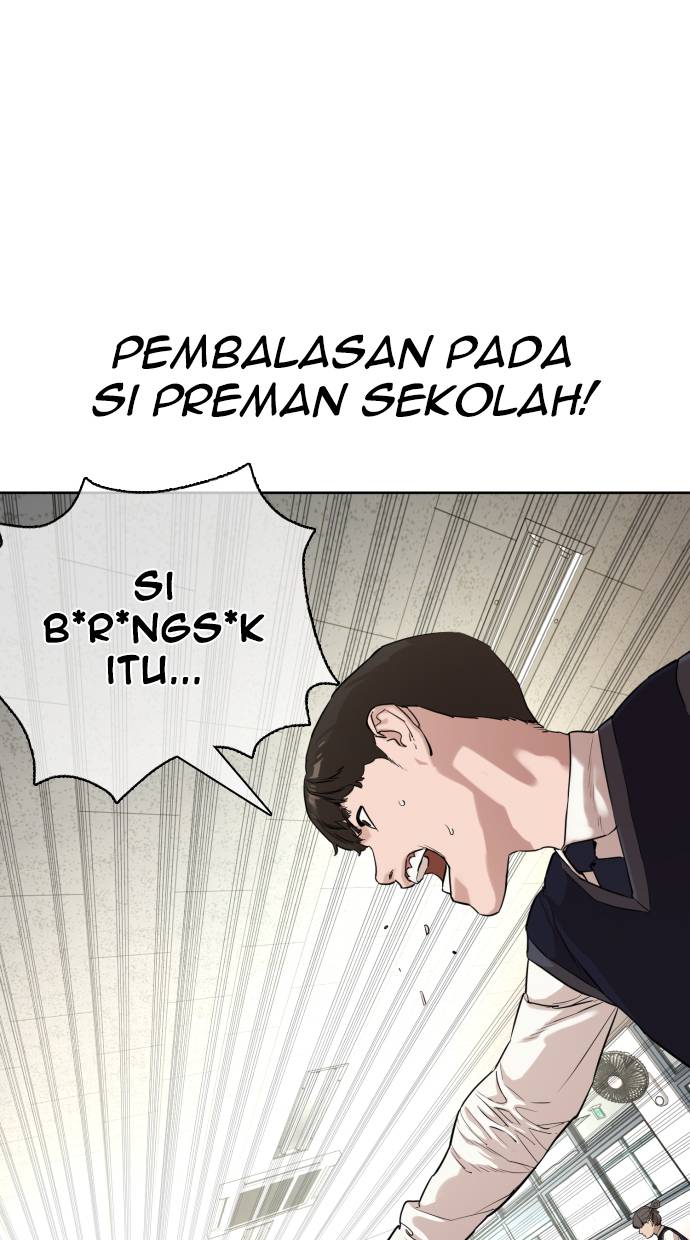 PEMBALASAN PADA
SI PREMAN SEKOLAH!
SI
B*R*NGS*K
ITU...